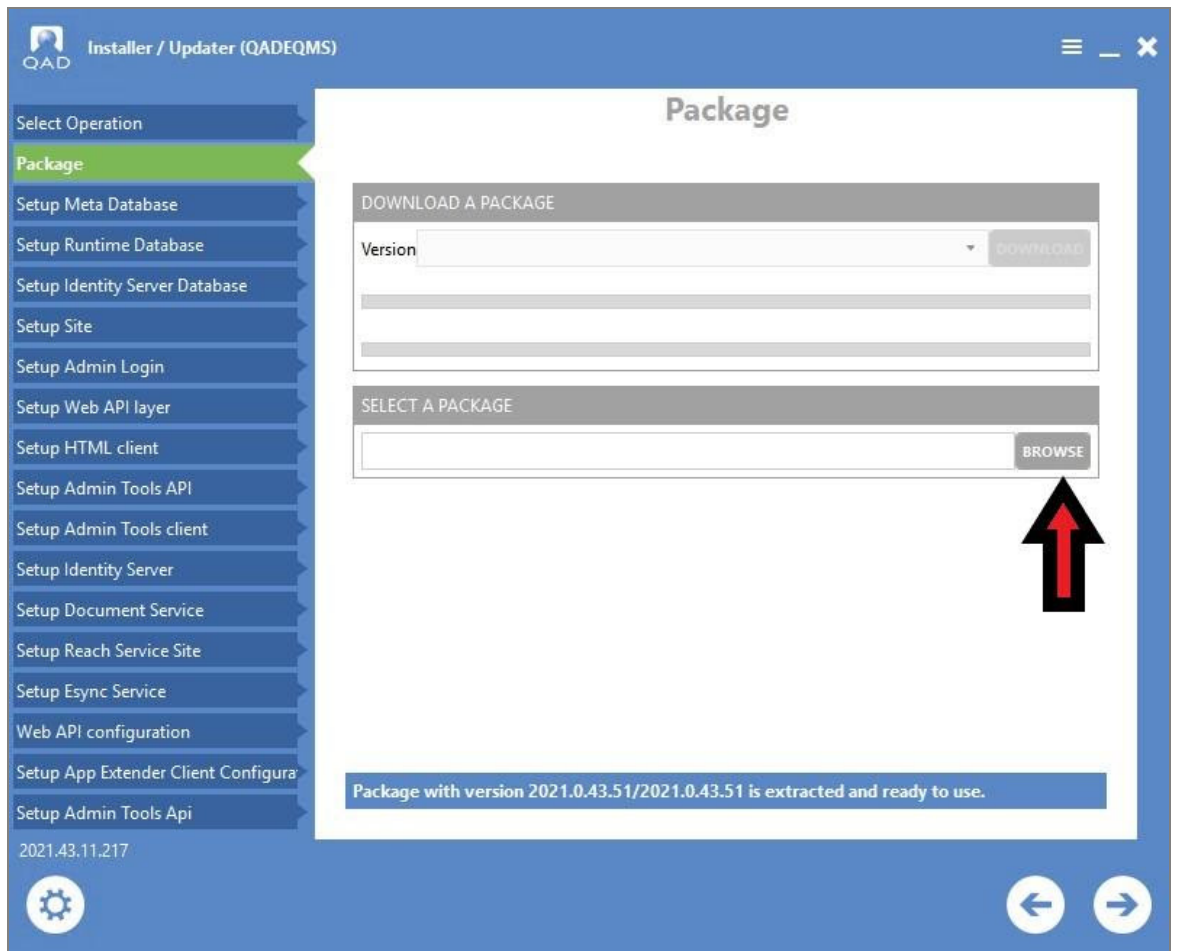 QAD
Installer / Updater (QADEQMS)
Select Operation
Package
Setup Meta Database
Setup Runtime Database
Setup Identity Server Database
Setup Site
Setup Admin Login
Setup Web API layer
Setup HTML client
Setup Admin Tools API
Setup Admin Tools client
Setup Identity Server
Setup Document Service
Setup Reach Service Site
Setup Esync Service
Web API configuration
Setup App Extender Client Configura
Setup Admin Tools Api
2021.43.11.217
Package
DOWNLOAD A PACKAGE
Version
DOWNLOAD
SELECT A PACKAGE
BROWSE
Package with version 2021.0.43.51/2021.0.43.51 is extracted and ready to use.